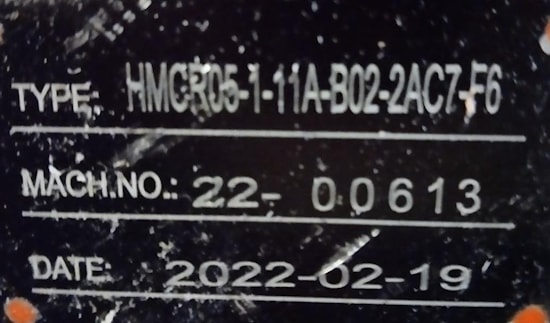 TYPE: HMCR05-1-11A-B02-2AC7-F6
MACH.NO.: 22- 00613
DATE: 2022-02-19